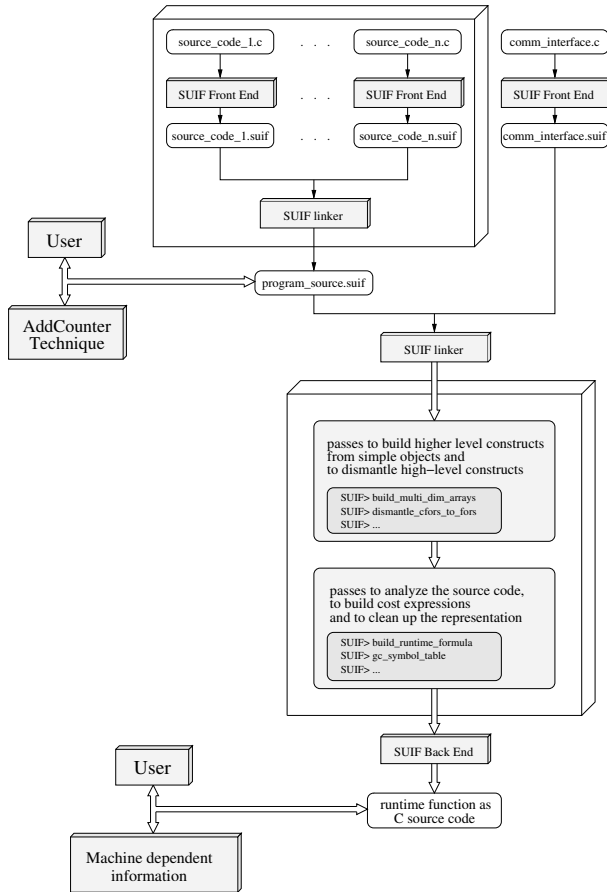 source_code_1.c
. . .
source_code_n.c
comm_interface.c
SUIF Front End
. . .
SUIF Front End
SUIF Front End
source_code_1.suif
. . .
source_code_n.suif
comm_interface.suif
SUIF linker
User
program_source.suif
AddCounter
Technique
SUIF linker
passes to build higher level constructs
from simple objects and
to dismantle high−level constructs
SUIF> build_multi_dim_arrays
SUIF> dismantle_cfors_to_fors
SUIF> ...
passes to analyze the source code,
to build cost expressions
and to clean up the representation
SUIF> build_runtime_formula
SUIF> gc_symbol_table
SUIF> ...
SUIF Back End
User
runtime function as
C source code
Machine dependent
information